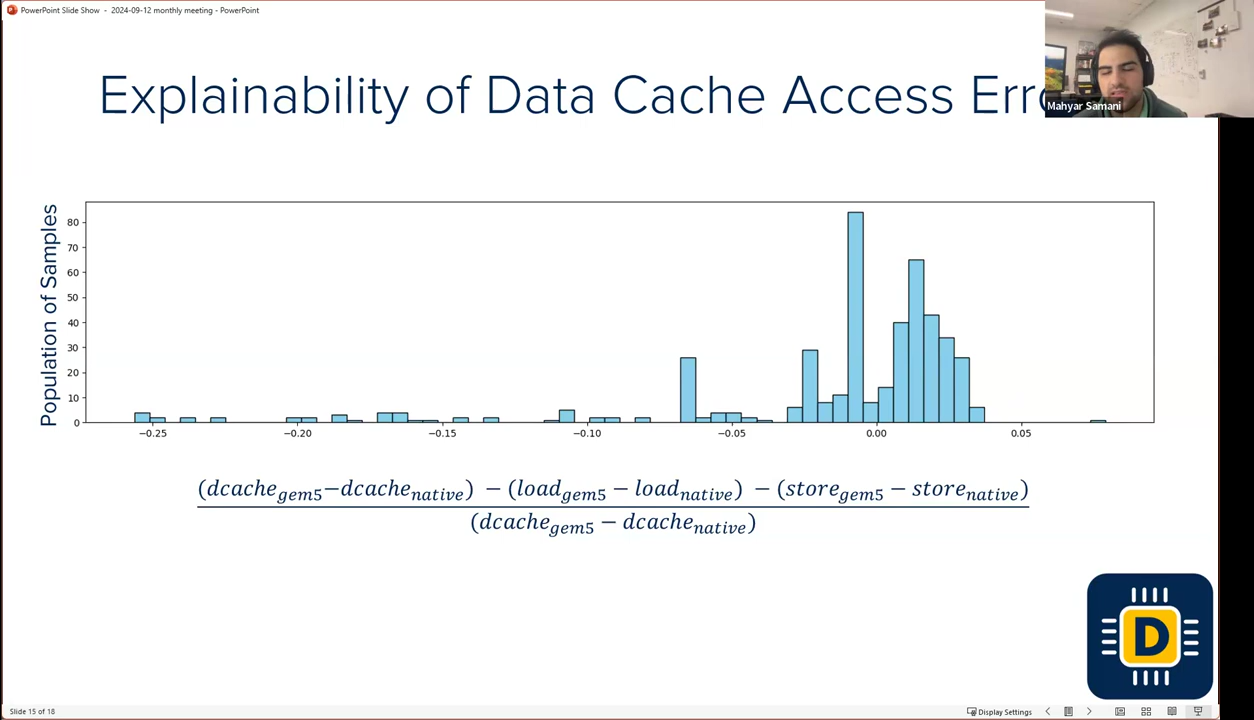 PowerPoint Slide Show - 2024-09-12 monthly meeting - PowerPoint
Mahyar Samani
Explainability of Data Cache Access Erro
Population of Samples
80
70
60
50
40
30
20
10
0
−0.25 −0.20 −0.15 −0.10 −0.05 0.00 0.05
(dcache_gem5−dcache_native) − (load_gem5 − load_native) − (store_gem5 − store_native)
(dcache_gem5 − dcache_native)
D
Slide 15 of 18
Display Settings